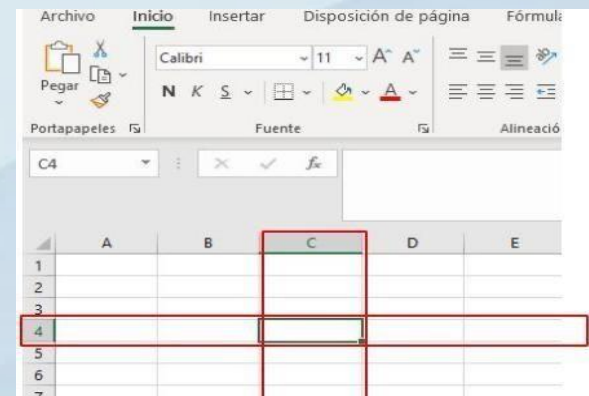 Archivo Inicio Insertar Disposición de página Fórmula
Calibri 11 A A
Pegar N K S A
Portapapeles Fuente Alineació
C4 fx
A B C D E
1
2
3
4
5
6
7